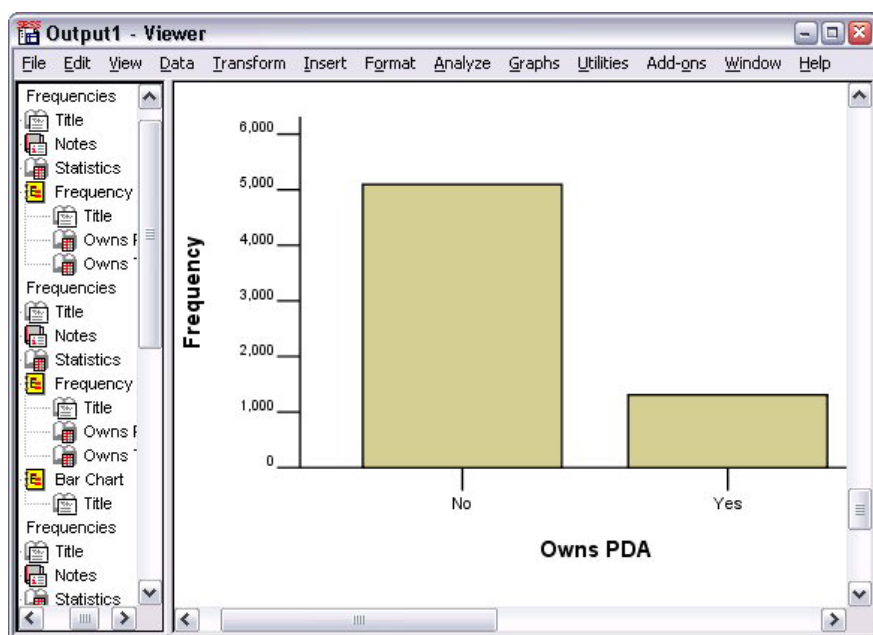 Output1 - Viewer
File Edit View Data Transform Insert Format Analyze Graphs Utilities Add-ons Window Help
Frequencies
Title
Notes
Statistics
Frequency
Title
Owns
Owns
Frequencies
Title
Notes
Statistics
Frequency
Title
Owns
Owns
Bar Chart
Title
Frequencies
Title
Notes
Statistics
Frequency
6,000
5,000
4,000
3,000
2,000
1,000
0
No Yes
Owns PDA